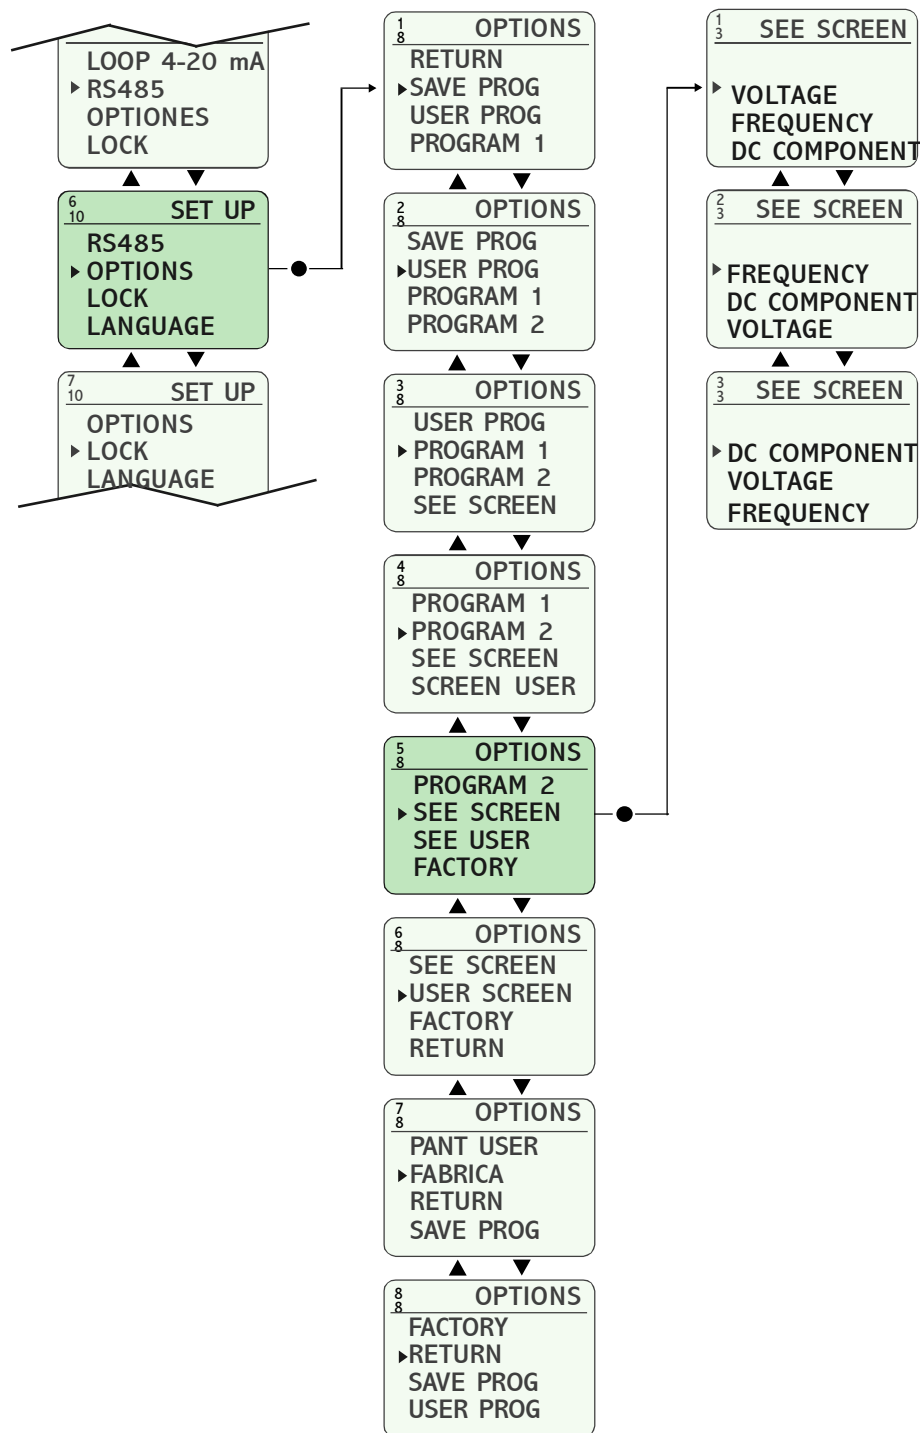 LOOP 4-20 mA
RS485
OPTIONES
LOCK
6
10
SET UP
RS485
OPTIONS
LOCK
LANGUAGE
7
10
SET UP
OPTIONS
LOCK
LANGUAGE
1
8
OPTIONS
RETURN
SAVE PROG
USER PROG
PROGRAM 1
2
8
OPTIONS
SAVE PROG
USER PROG
PROGRAM 1
PROGRAM 2
3
8
OPTIONS
USER PROG
PROGRAM 1
PROGRAM 2
SEE SCREEN
4
8
OPTIONS
PROGRAM 1
PROGRAM 2
SEE SCREEN
SCREEN USER
5
8
OPTIONS
PROGRAM 2
SEE SCREEN
SEE USER
FACTORY
6
8
OPTIONS
SEE SCREEN
USER SCREEN
FACTORY
RETURN
7
8
OPTIONS
PANT USER
FABRICA
RETURN
SAVE PROG
8
8
OPTIONS
FACTORY
RETURN
SAVE PROG
USER PROG
1
3
SEE SCREEN
VOLTAGE
FREQUENCY
DC COMPONENT
2
3
SEE SCREEN
FREQUENCY
DC COMPONENT
VOLTAGE
3
3
SEE SCREEN
DC COMPONENT
VOLTAGE
FREQUENCY